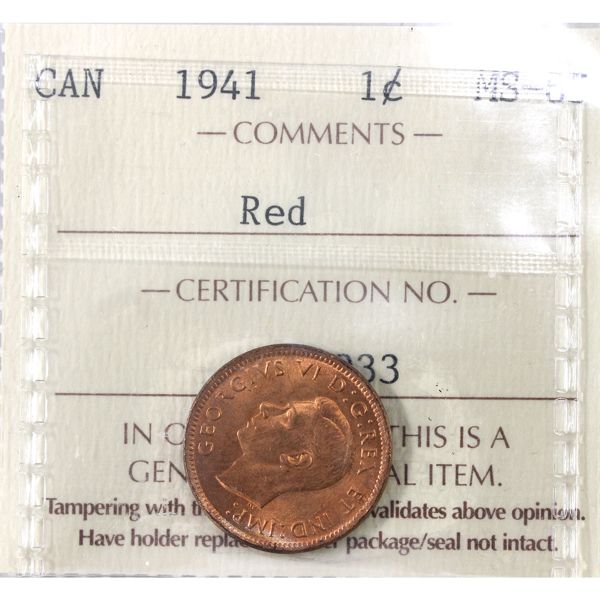 CAN 1941 1¢
— COMMENTS —
Red
— CERTIFICATION NO. —
33
GEORGIVS VI D:G:REX ET IND:IMP:
IN THIS IS A
ITEM.
Tampering with validates above opinion.
Have holder package/seal not intact.